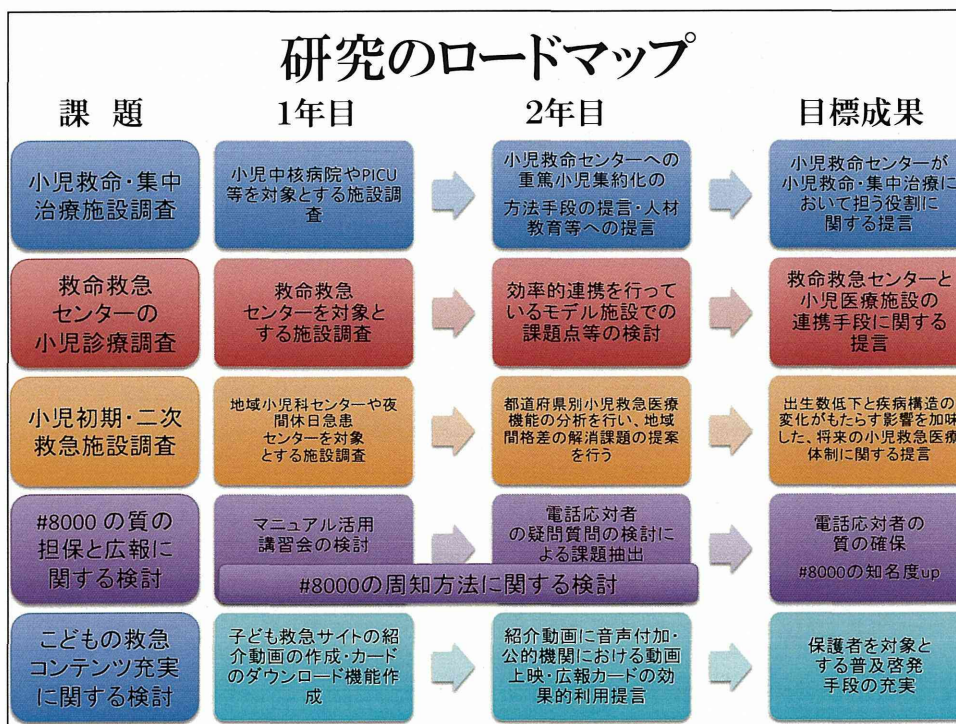 研究のロードマップ
課 題
1年目
2年目
目標成果
小児救命・集中
治療施設調査
小児中核病院やPICU
等を対象とする施設調
査
小児救命センターへの
重篤小児集約化の
方法手段の提言・人材
教育等への提言
小児救命センターが
小児救命・集中治療に
おいて担う役割に
関する提言
救命救急
センターの
小児診療調査
救命救急
センターを対象と
する施設調査
効率的連携を行って
いるモデル施設での
課題点等の検討
救命救急センターと
小児医療施設の
連携手段に関する
提言
小児初期・二次
救急施設調査
地域小児科センターや夜
間休日急患
センターを対象
とする施設調査
都道府県別小児救急医療
機能の分析を行い、地域
間格差の解消課題の提案
を行う
出生数低下と疾病構造の
変化がもたらす影響を加味
した、将来の小児救急医療
体制に関する提言
#8000 の質の
担保と広報に
関する検討
マニュアル活用
講習会の検討
電話応対者
の疑問質問の検討
による課題抽出
電話応対者の
質の確保
#8000の知名度up
#8000の周知方法に関する検討
こどもの救急
コンテンツ充実
に関する検討
子ども救急サイトの紹
介動画の作成・カード
のダウンロード機能作
成
紹介動画に音声付加・
公的機関における動画
上映・広報カードの効
果的利用提言
保護者を対象と
する普及啓発
手段の充実